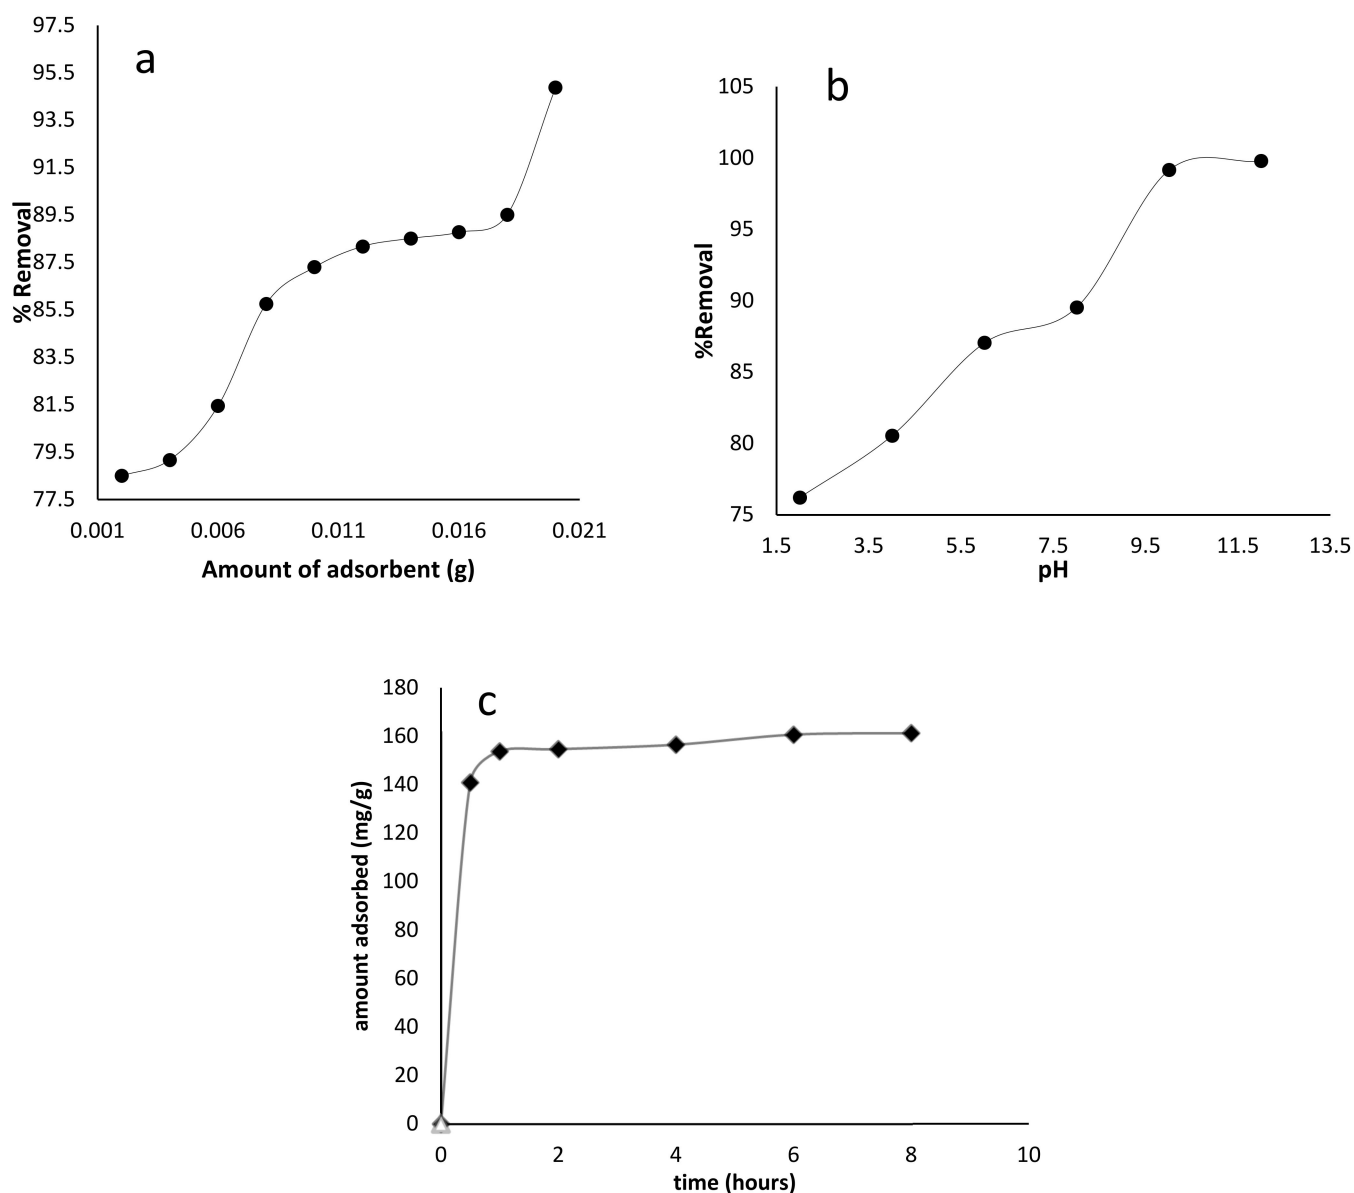 a
97.5
95.5
93.5
91.5
89.5
87.5
85.5
83.5
81.5
79.5
77.5
% Removal
0.001 0.006 0.011 0.016 0.021
Amount of adsorbent (g)
b
105
100
95
90
85
80
75
%Removal
1.5 3.5 5.5 7.5 9.5 11.5 13.5
pH
c
180
160
140
120
100
80
60
40
20
0
amount adsorbed (mg/g)
0 2 4 6 8 10
time (hours)